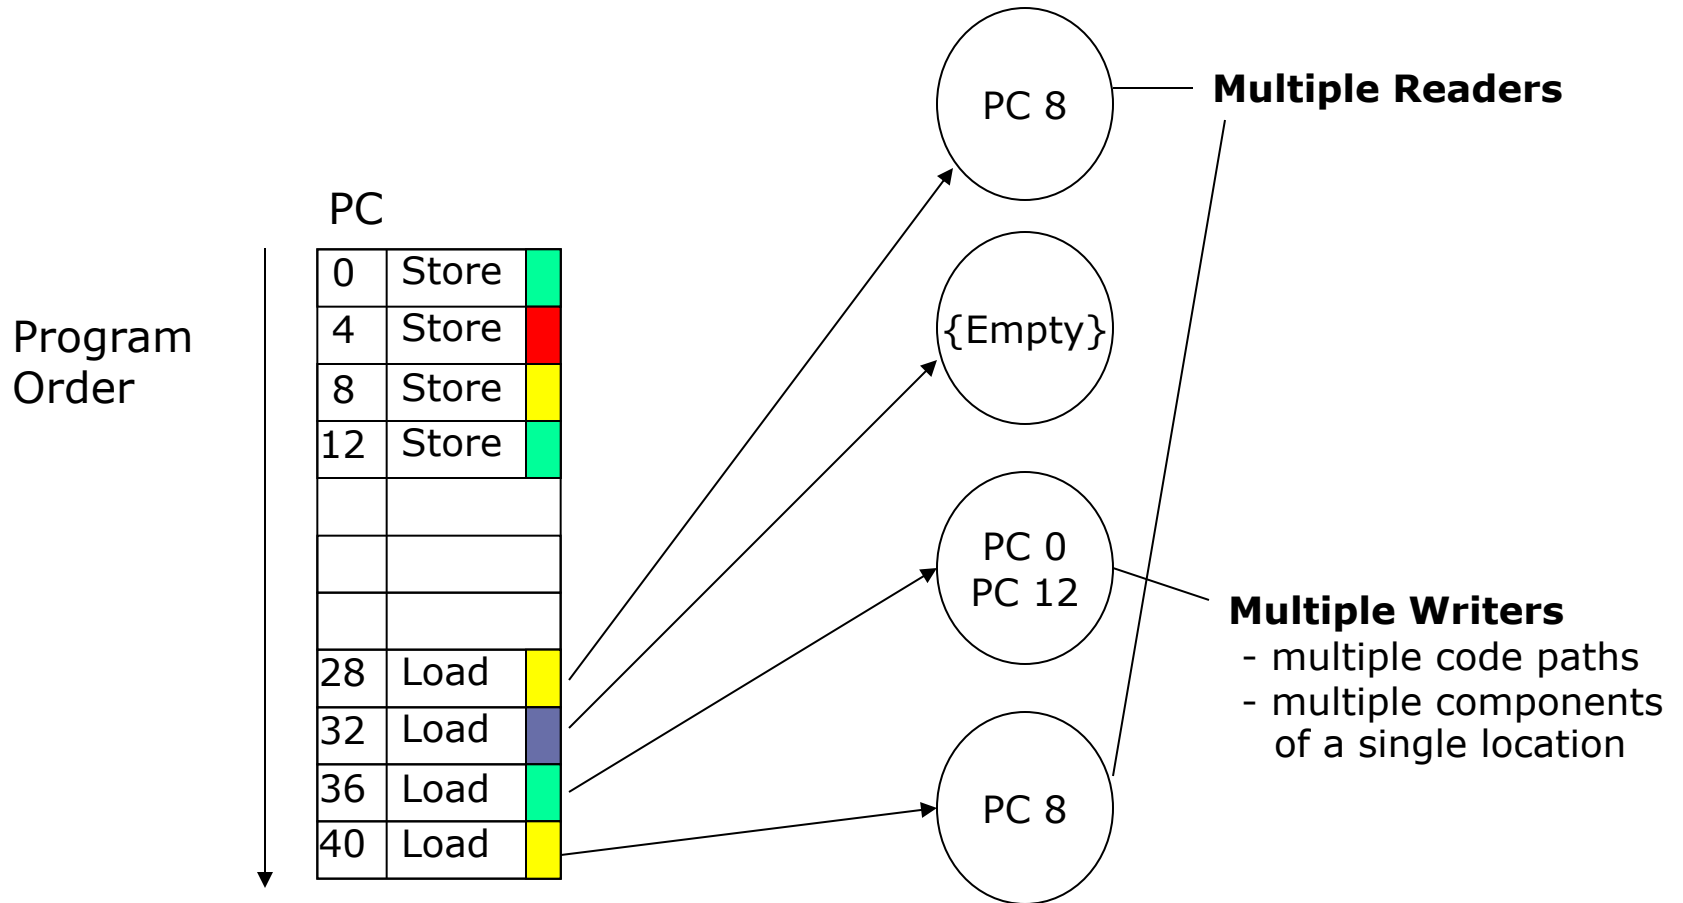 Program
Order
PC
0 Store
4 Store
8 Store
12 Store
28 Load
32 Load
36 Load
40 Load
PC 8
{Empty}
PC 0
PC 12
PC 8
Multiple Readers
Multiple Writers
- multiple code paths
- multiple components
of a single location